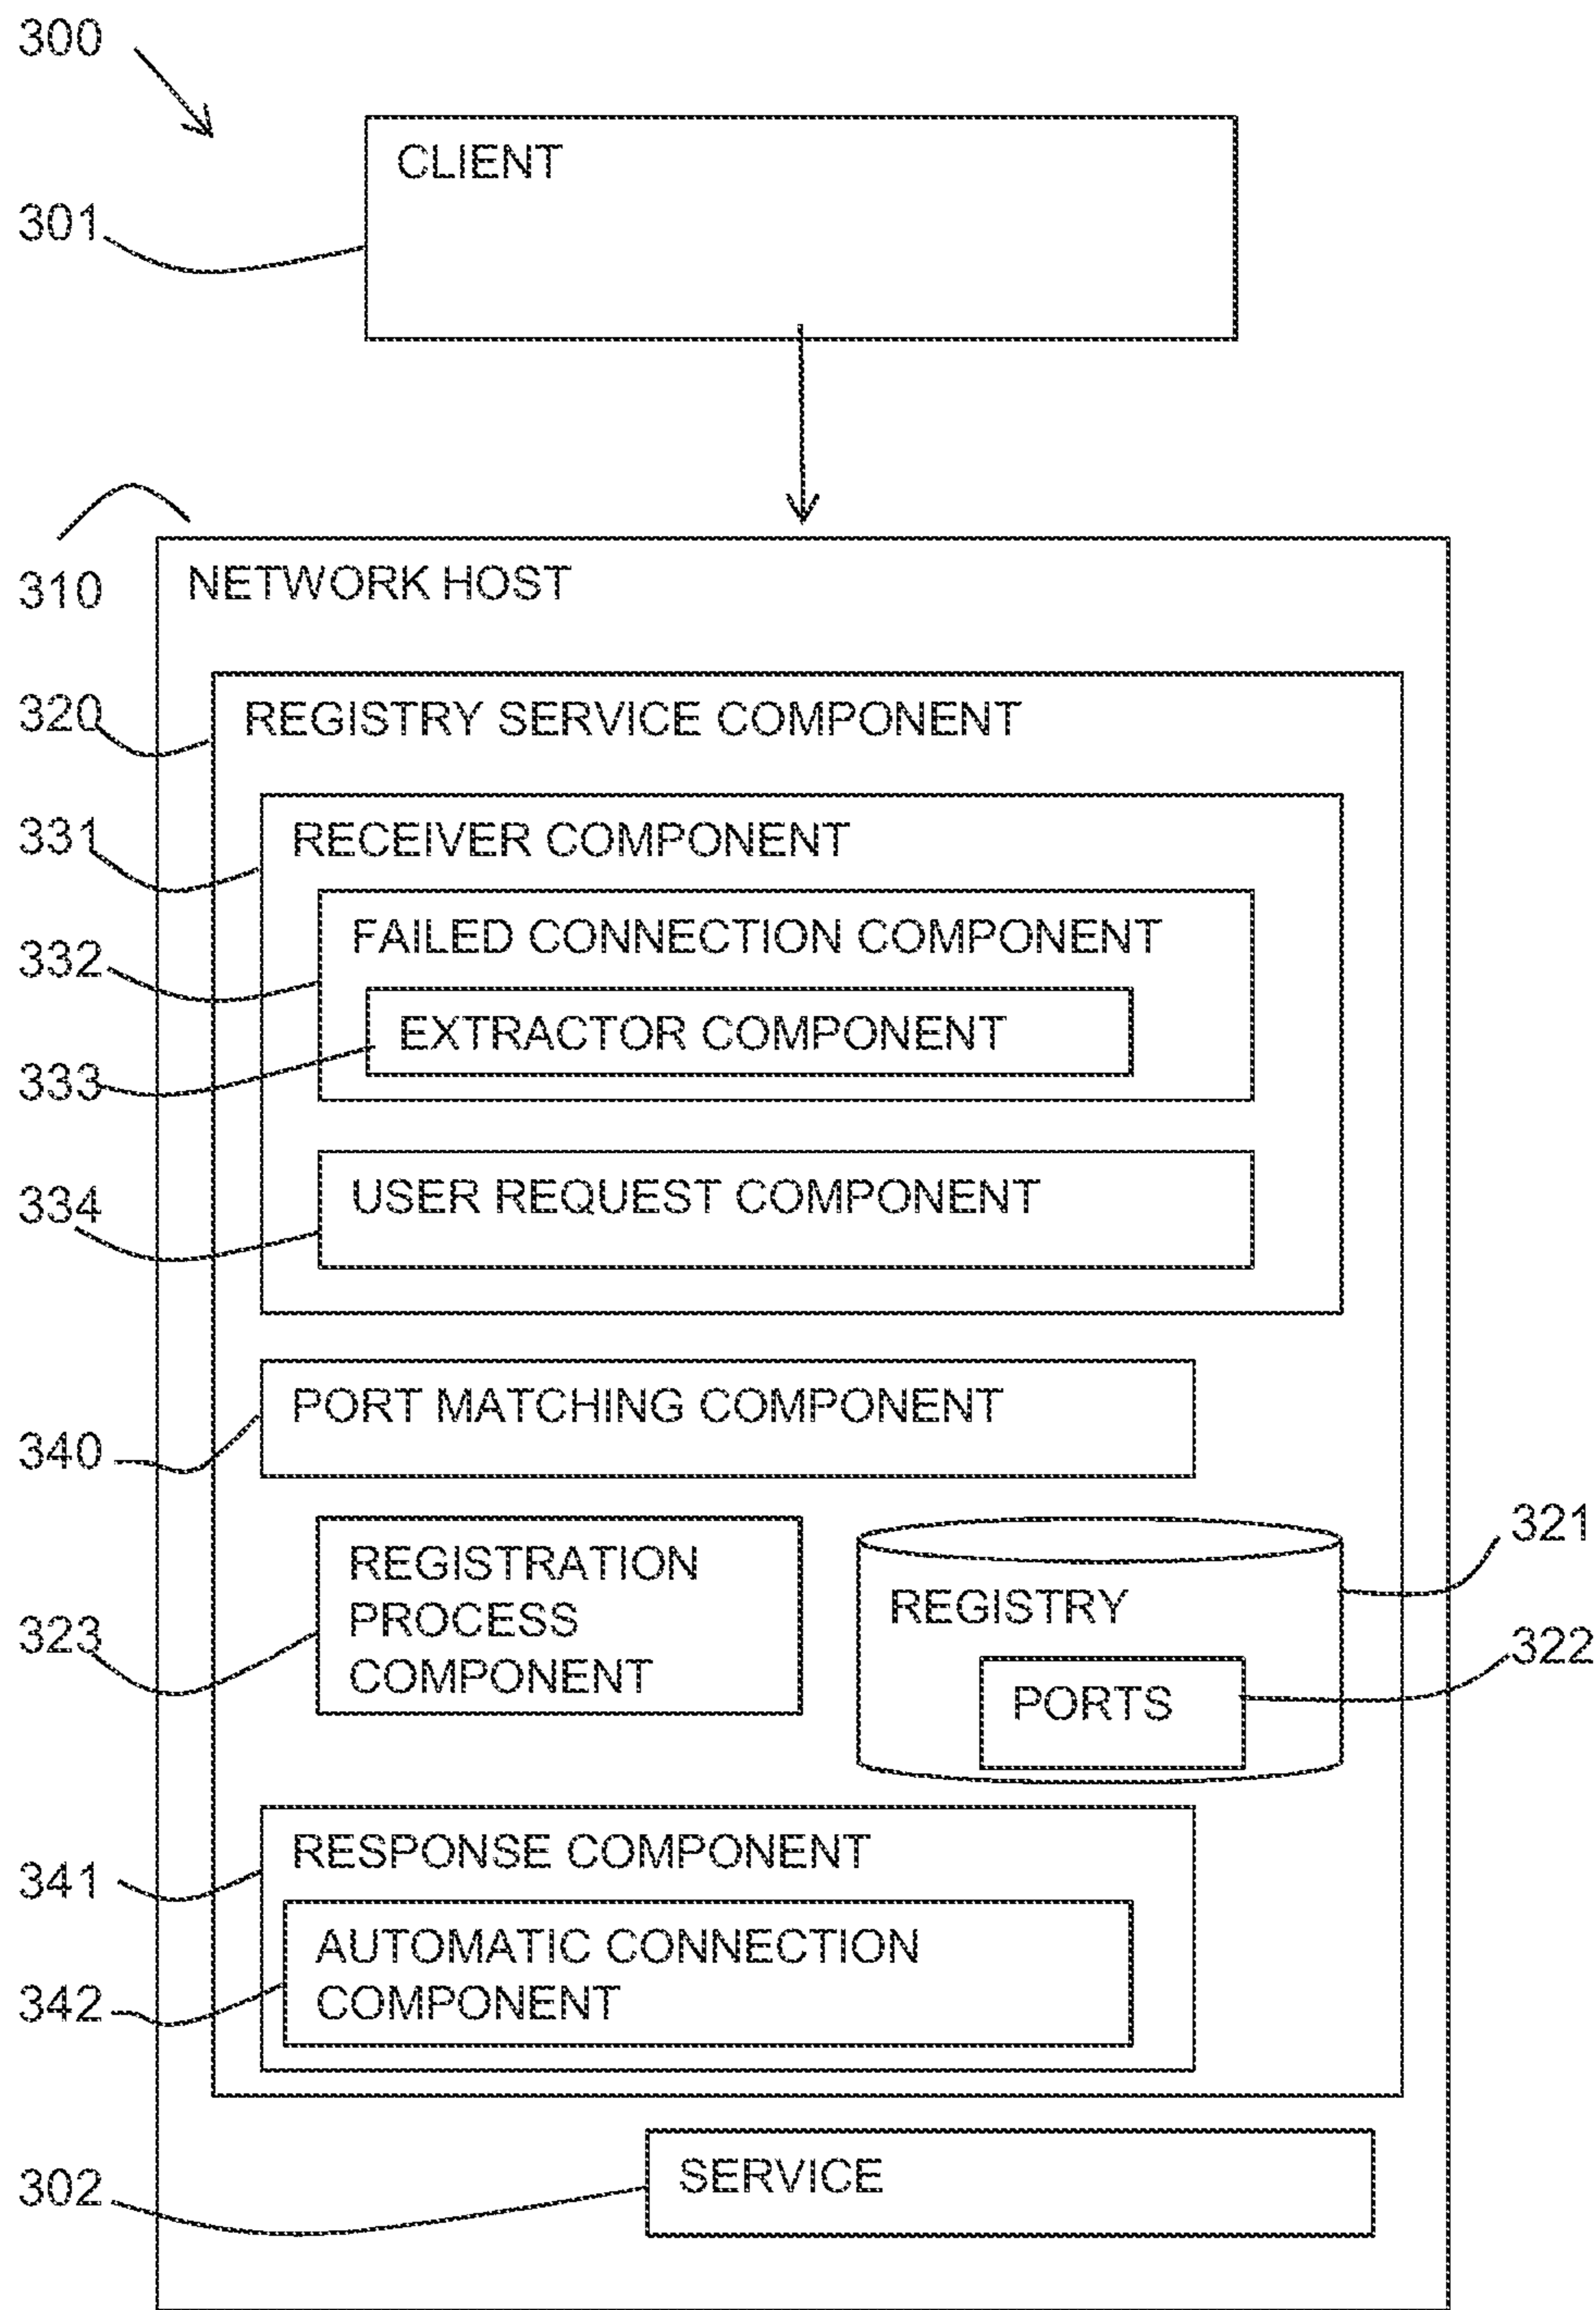 300
CLIENT
301
310
NETWORK HOST
320
REGISTRY SERVICE COMPONENT
331
RECEIVER COMPONENT
332
FAILED CONNECTION COMPONENT
333
EXTRACTOR COMPONENT
334
USER REQUEST COMPONENT
340
PORT MATCHING COMPONENT
323
REGISTRATION
PROCESS
COMPONENT
321
REGISTRY
322
PORTS
341
RESPONSE COMPONENT
342
AUTOMATIC CONNECTION
COMPONENT
302
SERVICE